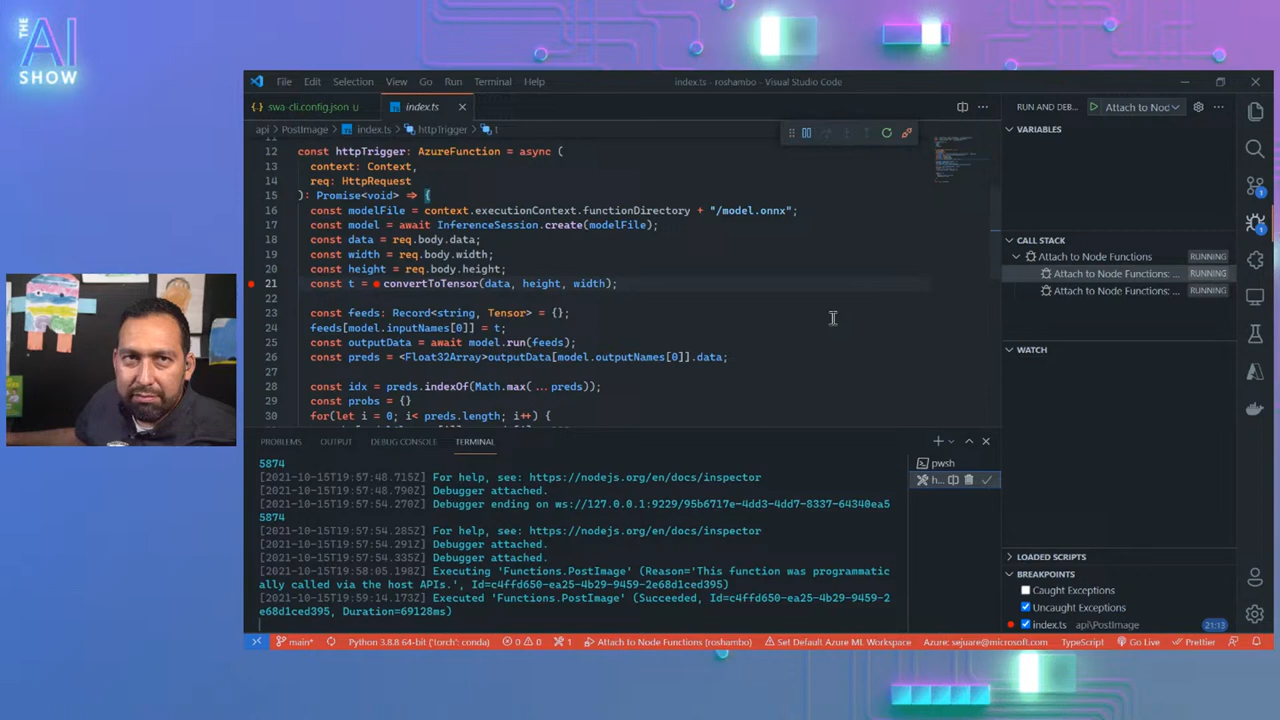 THE
AI
SHOW
File Edit Selection View Go Run Terminal Help
index.ts - roshambo - Visual Studio Code
swa-cli.config.json U
index.ts
api > PostImage > index.ts > httpTrigger > t
12 const httpTrigger: AzureFunction = async (
13 context: Context,
14 req: HttpRequest
15 ): Promise<void> => {
16 const modelFile = context.executionContext.functionDirectory + "/model.onnx";
17 const model = await InferenceSession.create(modelFile);
18 const data = req.body.data;
19 const width = req.body.width;
20 const height = req.body.height;
21 const t = convertToTensor(data, height, width);
22
23 const feeds: Record<string, Tensor> = {};
24 feeds[model.inputNames[0]] = t;
25 const outputData = await model.run(feeds);
26 const preds = <Float32Array>outputData[model.outputNames[0]].data;
27
28 const idx = preds.indexOf(Math.max(...preds));
29 const probs = {}
30 for(let i = 0; i< preds.length; i++) {
PROBLEMS OUTPUT DEBUG CONSOLE TERMINAL
5874
[2021-10-15T19:57:48.715Z] For help, see: https://nodejs.org/en/docs/inspector
[2021-10-15T19:57:48.790Z] Debugger attached.
[2021-10-15T19:57:54.270Z] Debugger ending on ws://127.0.0.1:9229/95b6717e-4dd3-4dd7-8337-64340ea5
5874
[2021-10-15T19:57:54.285Z] For help, see: https://nodejs.org/en/docs/inspector
[2021-10-15T19:57:54.291Z] Debugger attached.
[2021-10-15T19:57:54.335Z] Debugger attached.
[2021-10-15T19:58:05.198Z] Executing 'Functions.PostImage' (Reason='This function was programmatic
ally called via the host APIs.', Id=c4ffd650-ea25-4b29-9459-2e68d1ced395)
[2021-10-15T19:59:14.173Z] Executed 'Functions.PostImage' (Succeeded, Id=c4ffd650-ea25-4b29-9459-2
e68d1ced395, Duration=69128ms)
pwsh
h...
RUN AND DEB... Attach to Nod
VARIABLES
CALL STACK
Attach to Node Functions RUNNING
Attach to Node Functions: ... RUNNING
Attach to Node Functions: ... RUNNING
WATCH
LOADED SCRIPTS
BREAKPOINTS
Caught Exceptions
Uncaught Exceptions
index.ts api\PostImage 21:13
1
1
main* Python 3.8.8 64-bit ('torch': conda) 0 0 1 Attach to Node Functions (roshambo) Set Default Azure ML Workspace Azure: sejuare@microsoft.com TypeScript Go Live Prettier